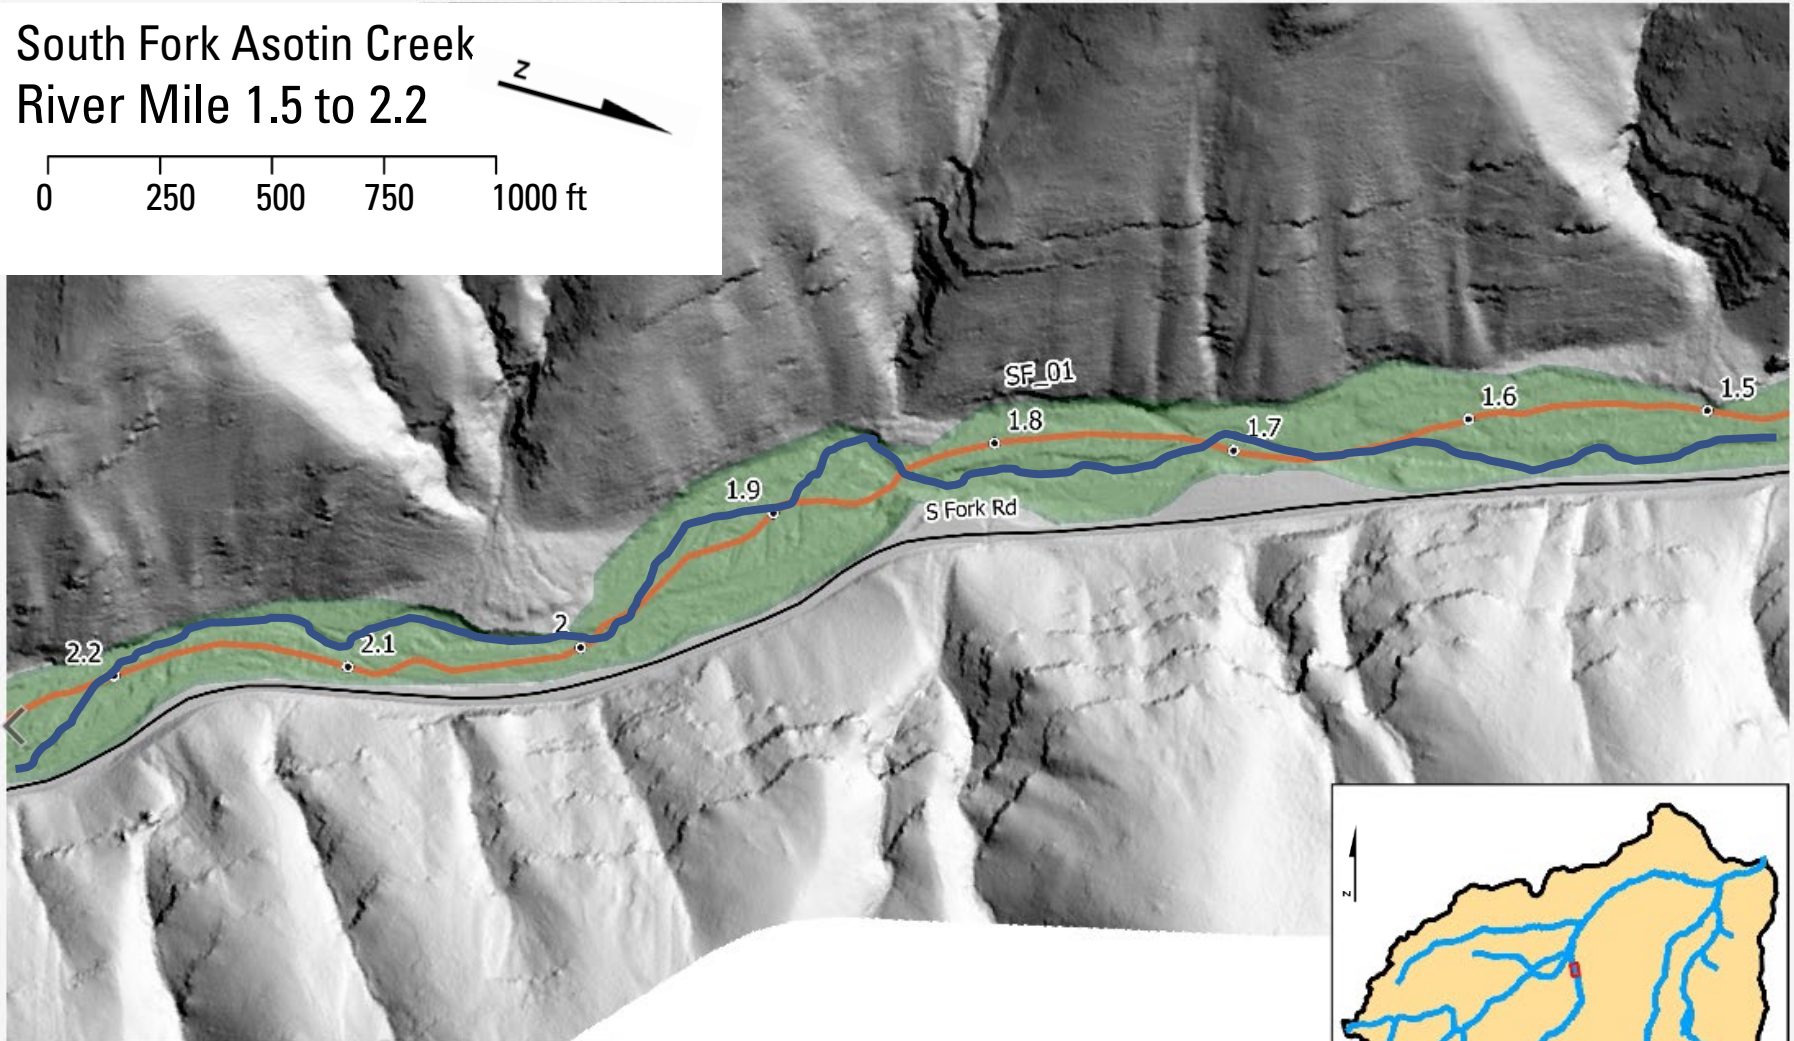 South Fork Asotin Creek
River Mile 1.5 to 2.2
N
0 250 500 750 1000 ft
SF_01
1.5
1.6
1.8
1.7
1.9
S Fork Rd
2
2.1
2.2
N